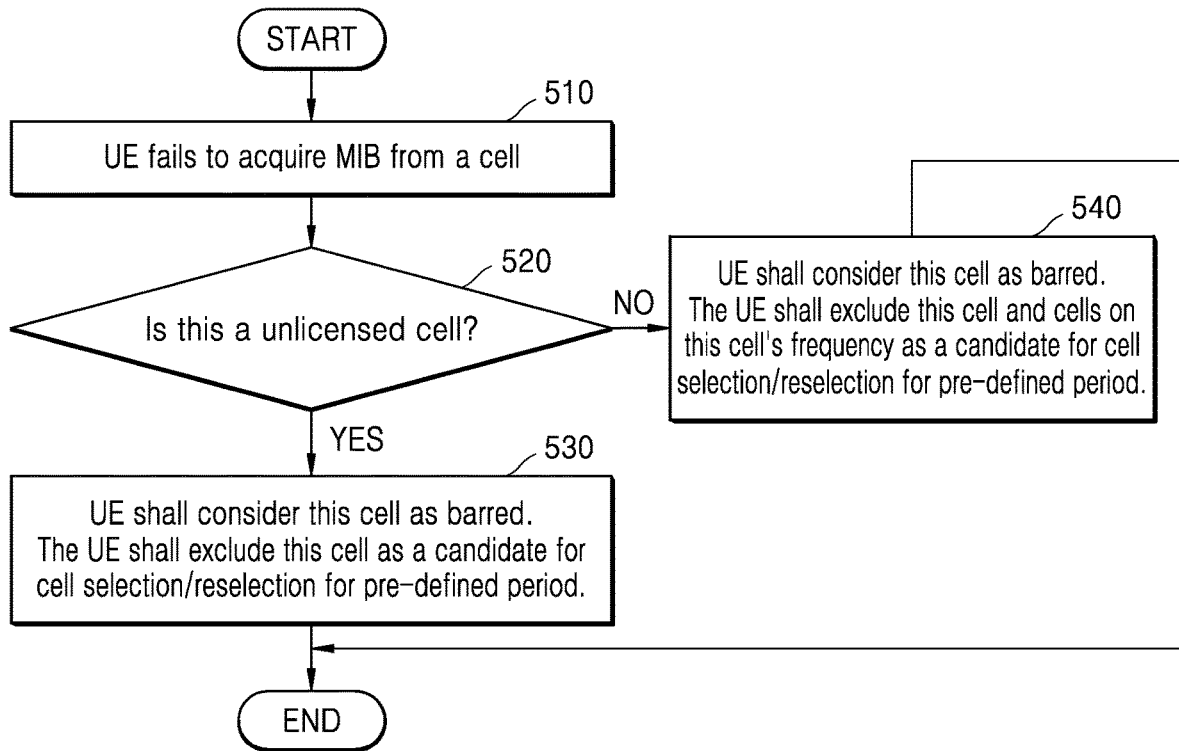 START
510
UE fails to acquire MIB from a cell
520
Is this a unlicensed cell?
NO
540
UE shall consider this cell as barred.
The UE shall exclude this cell and cells on
this cell's frequency as a candidate for cell
selection/reselection for pre-defined period.
YES
530
UE shall consider this cell as barred.
The UE shall exclude this cell as a candidate for
cell selection/reselection for pre-defined period.
END